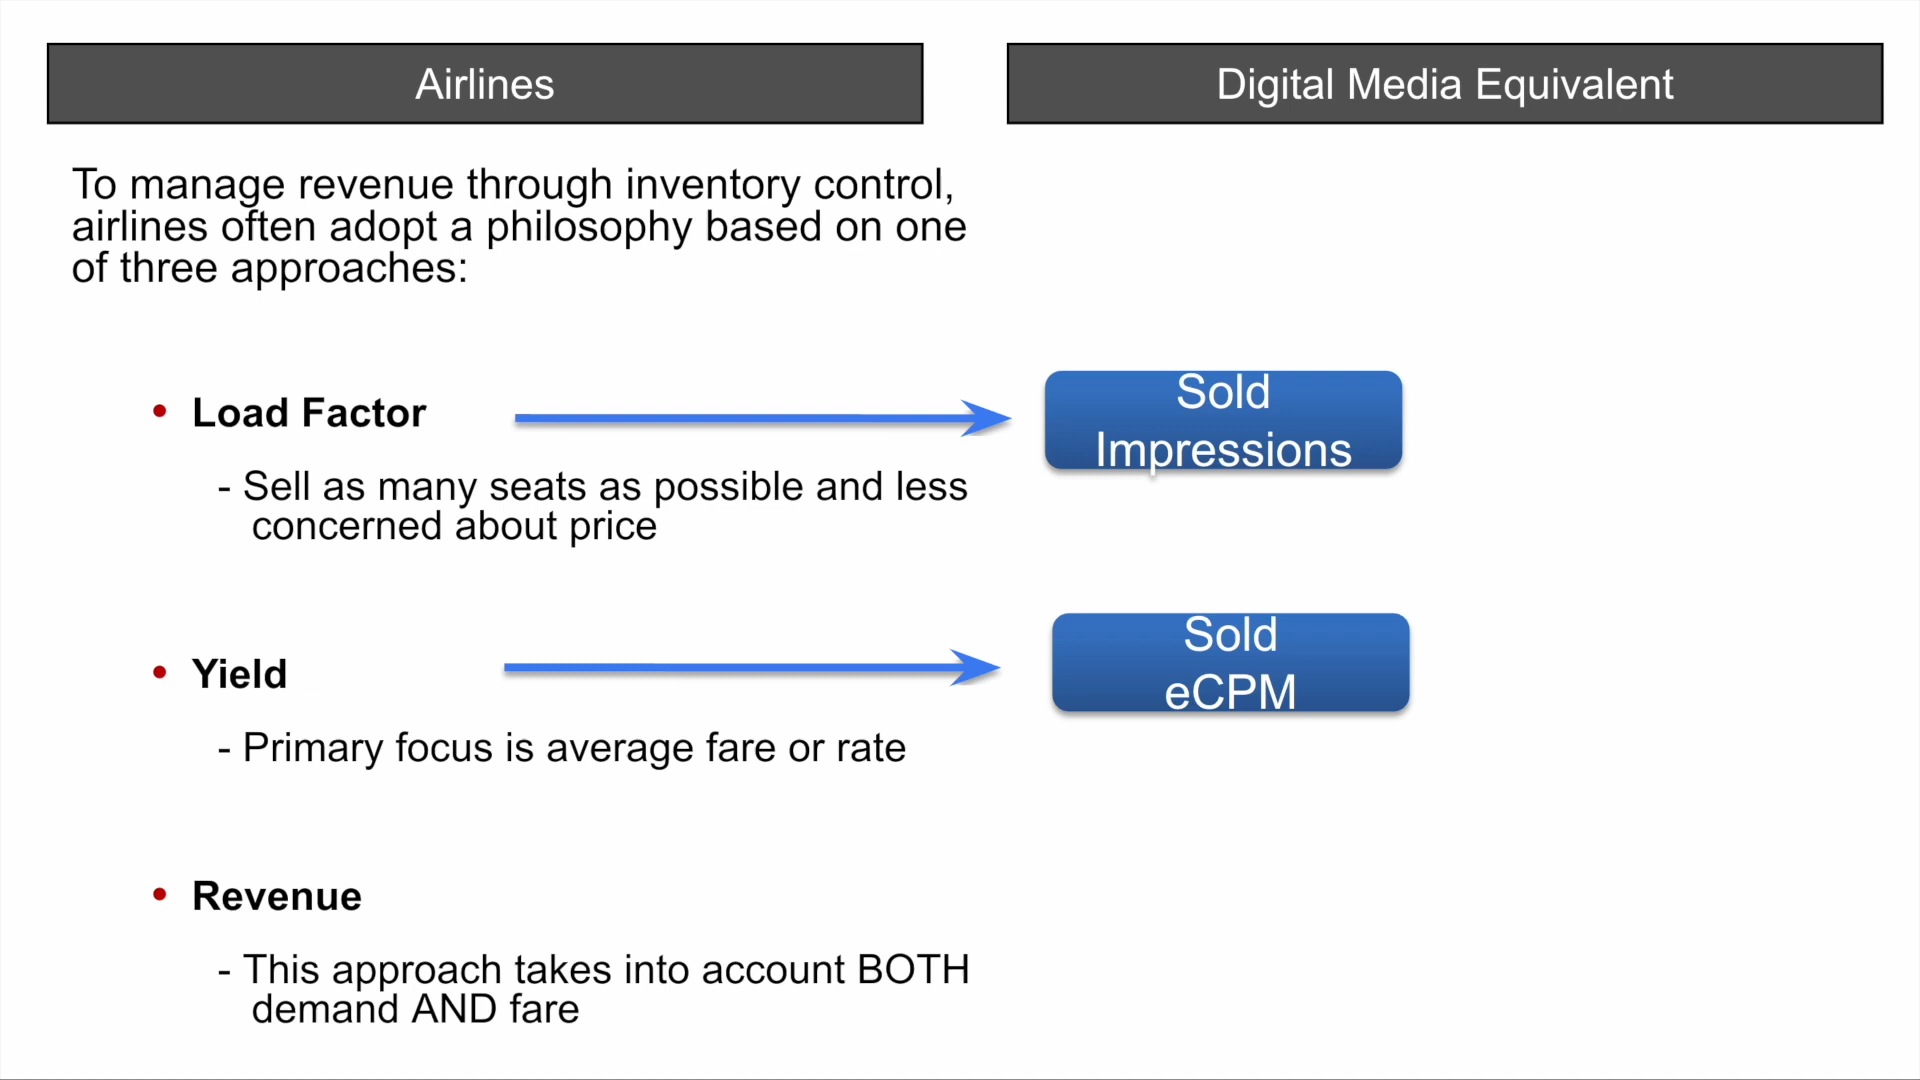 Airlines
Digital Media Equivalent
To manage revenue through inventory control,
airlines often adopt a philosophy based on one
of three approaches:
• Load Factor
Sold
Impressions
- Sell as many seats as possible and less
concerned about price
• Yield
Sold
eCPM
- Primary focus is average fare or rate
• Revenue
- This approach takes into account BOTH
demand AND fare